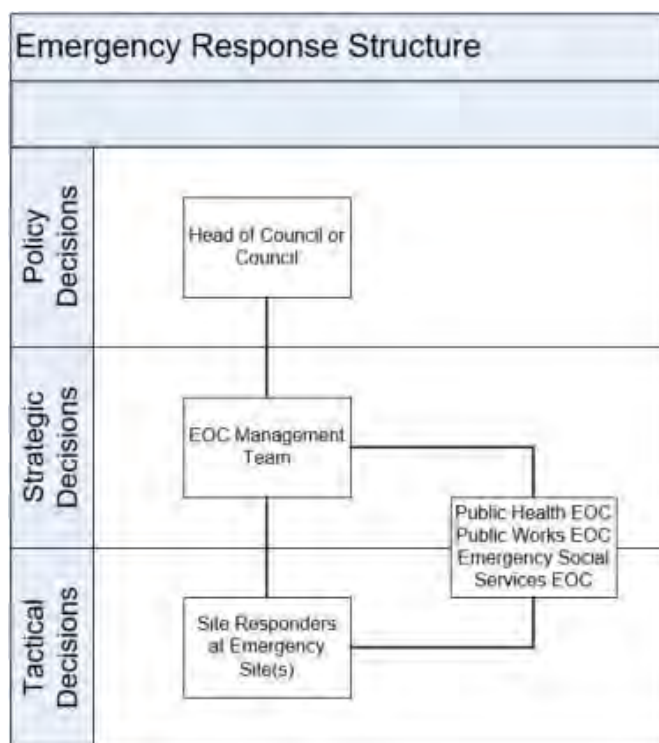 Emergency Response Structure
Policy
Decisions
Head of Council or
Council
Strategic
Decisions
EOC Management
Team
Public Health EOC
Public Works EOC
Emergency Social
Services EOC
Tactical
Decisions
Site Responders
at Emergency
Site(s)